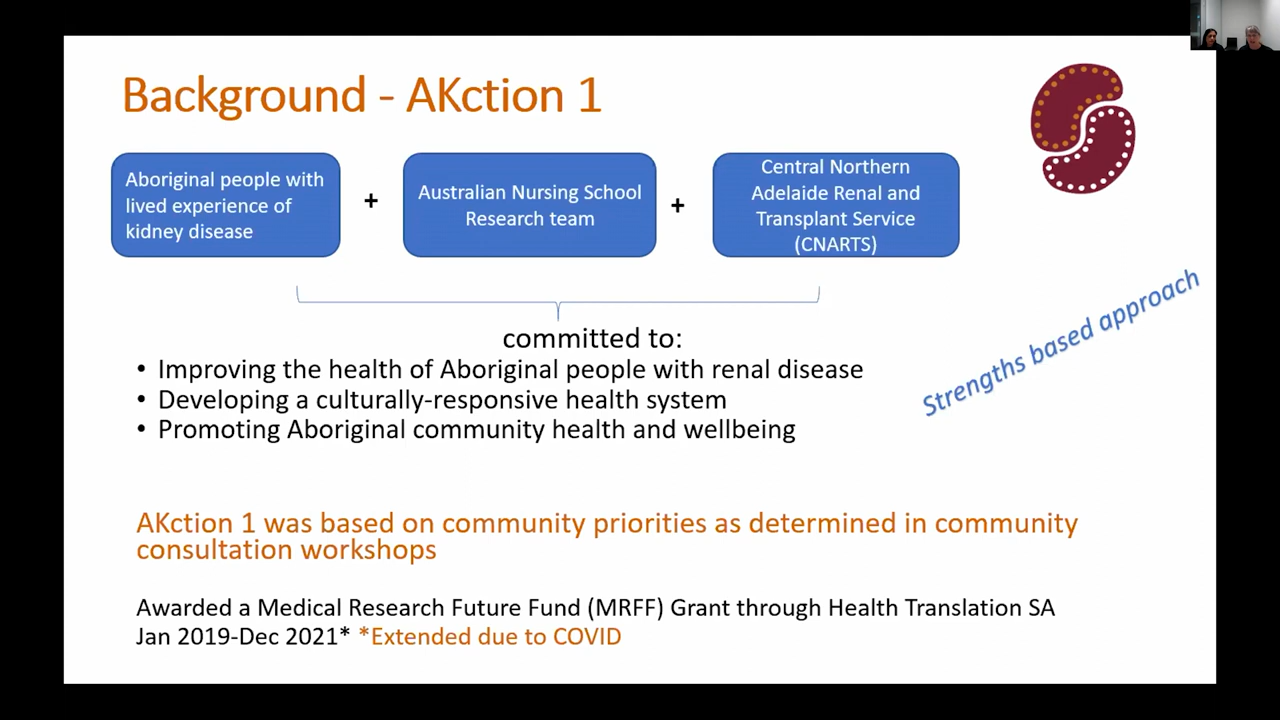 Background - AKction 1
Aboriginal people with
lived experience of
kidney disease
+
Australian Nursing School
Research team
+
Central Northern
Adelaide Renal and
Transplant Service
(CNARTS)
Strengths based approach
committed to:
• Improving the health of Aboriginal people with renal disease
• Developing a culturally-responsive health system
• Promoting Aboriginal community health and wellbeing
AKction 1 was based on community priorities as determined in community
consultation workshops
Awarded a Medical Research Future Fund (MRFF) Grant through Health Translation SA
Jan 2019-Dec 2021* *Extended due to COVID